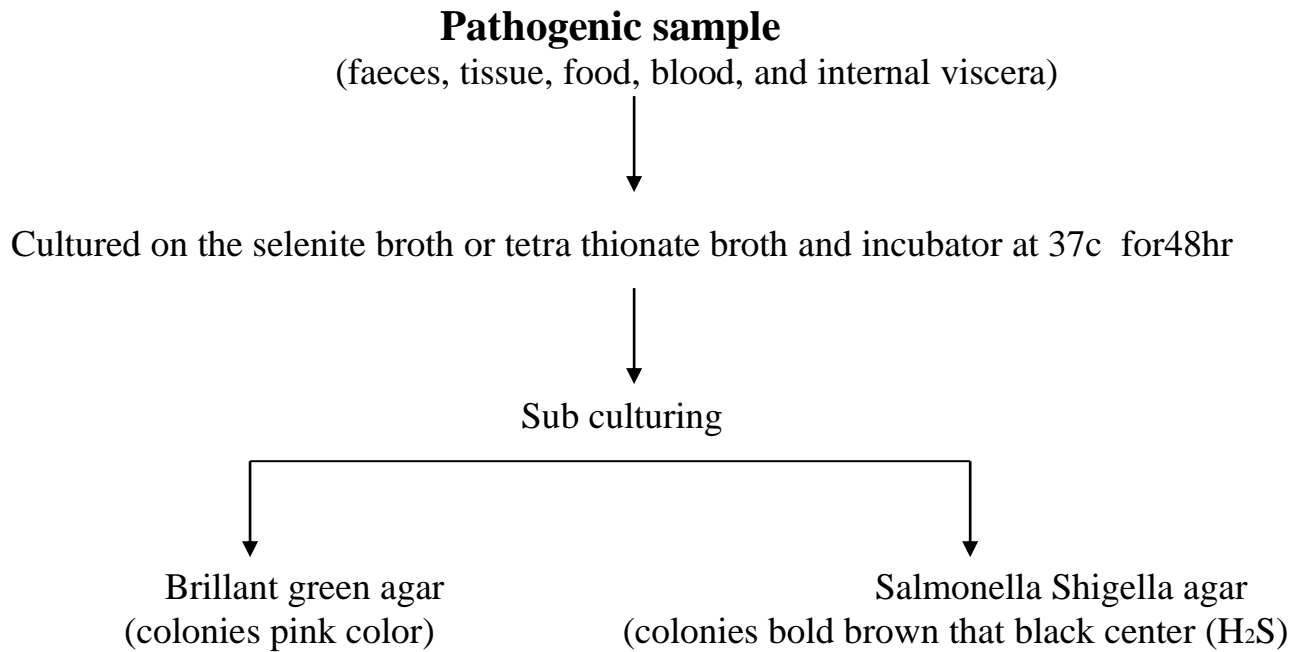 Pathogenic sample
(faeces, tissue, food, blood, and internal viscera)
Cultured on the selenite broth or tetra thionate broth and incubator at 37c  for48hr
Sub culturing
Brillant green agar
(colonies pink color)
Salmonella Shigella agar
(colonies bold brown that black center (H₂S)